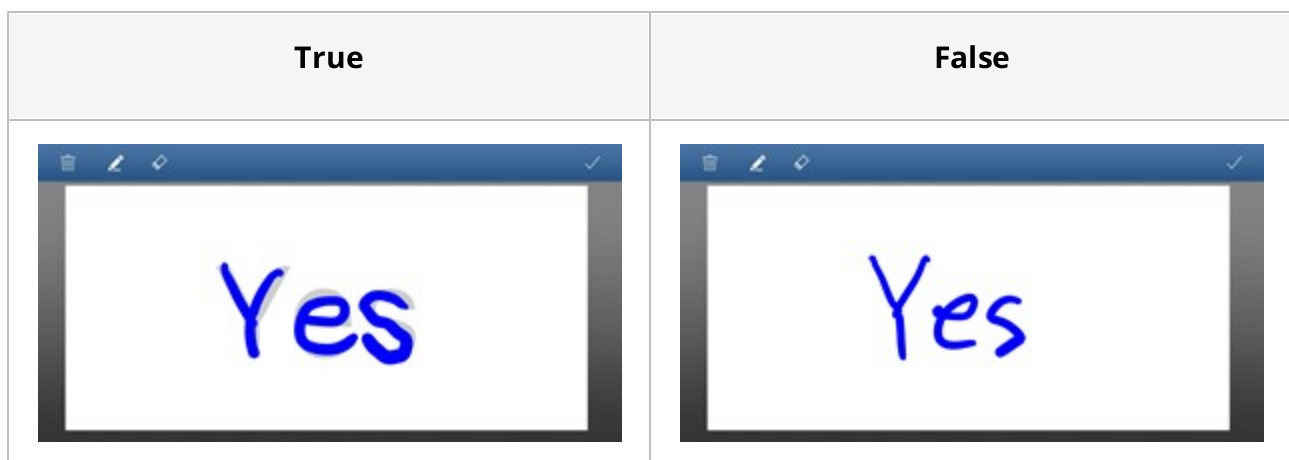 True
False
Yes
Yes